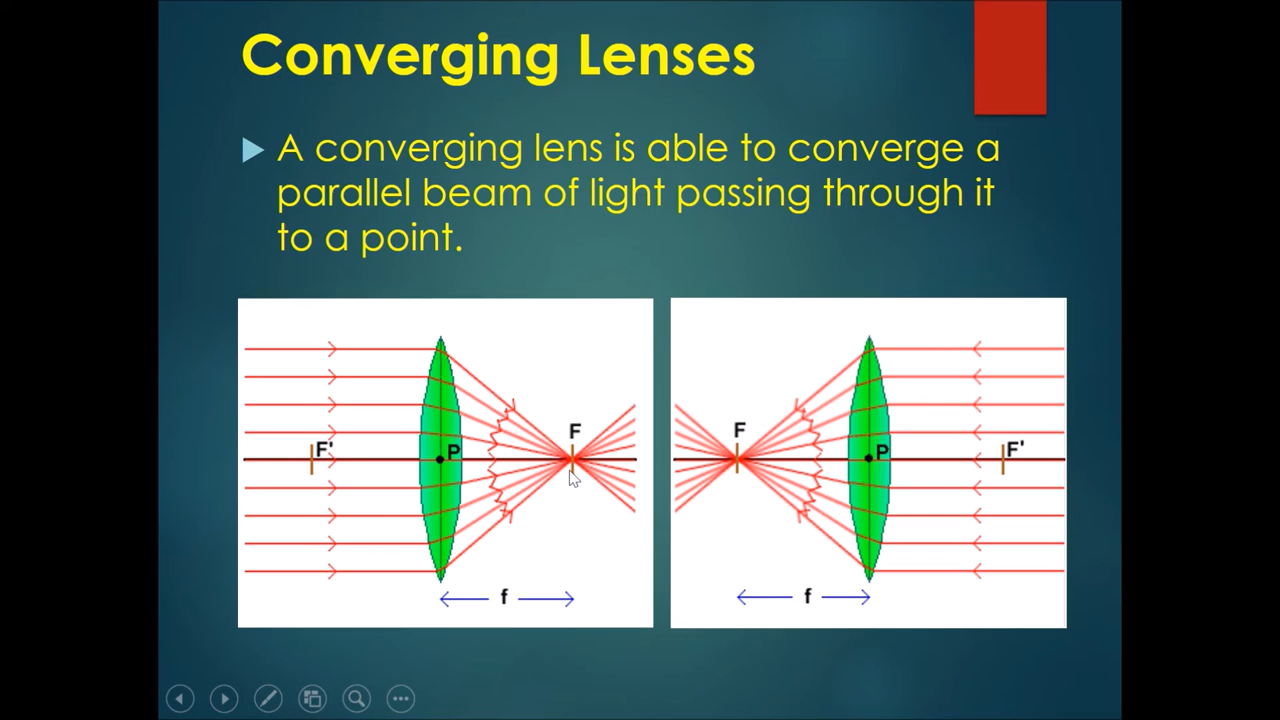 Converging Lenses
A converging lens is able to converge a
parallel beam of light passing through it
to a point.
F
F'
P
f
F
P
F'
f